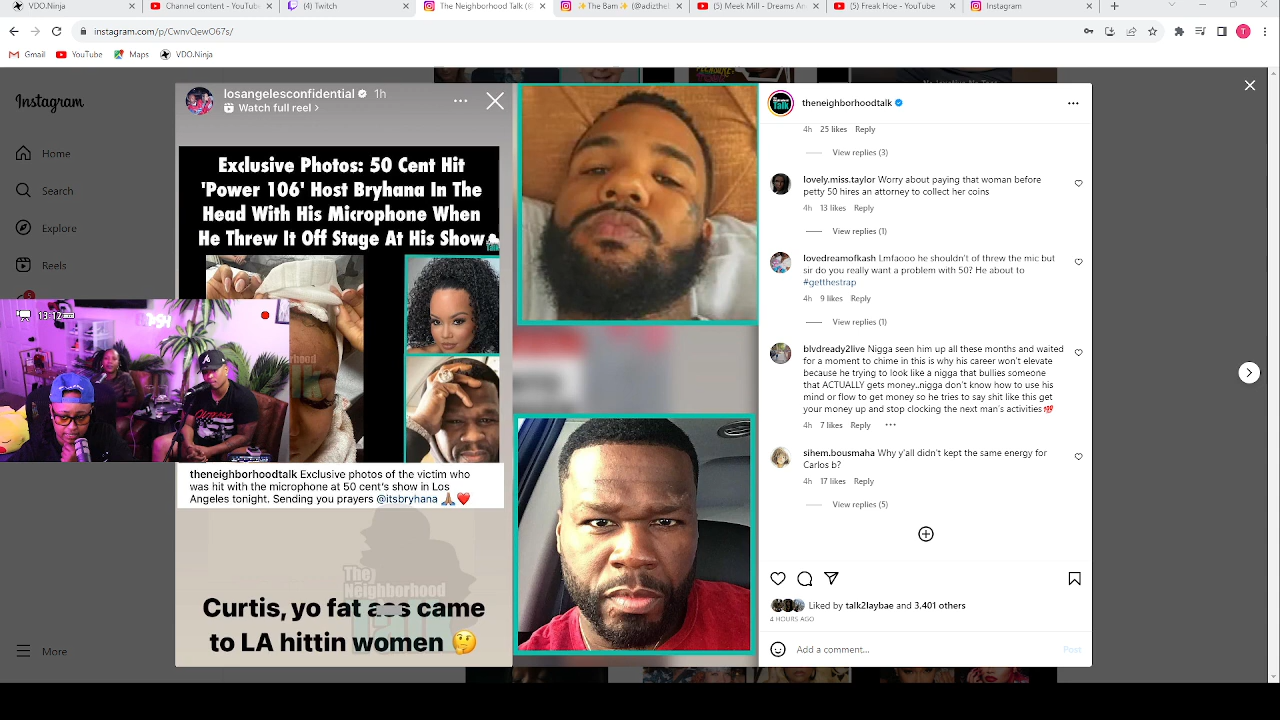 VDO.Ninja
Channel content - YouTube
(4) Twitch
The Neighborhood Talk (@
✨The Bam✨ (@adizthe
(5) Meek Mill - Dreams An
(5) Freak Hoe - YouTube
Instagram
instagram.com/p/CwnvQewO67s/
T
Gmail
YouTube
Maps
VDO.Ninja
Instagram
Home
Search
Explore
Reels
More
losangelesconfidential
1h
Watch full reel >
Exclusive Photos: 50 Cent Hit
'Power 106' Host Bryhana In The
Head With His Microphone When
He Threw It Off Stage At His Show
theneighborhoodtalk Exclusive photos of the victim who
was hit with the microphone at 50 cent's show in Los
Angeles tonight. Sending you prayers @itsbryhana 🙏🏽❤️
The
Neighborhood
Curtis, yo fat ass came
to LA hittin women 🤔
theneighborhoodtalk
4h 25 likes Reply
View replies (3)
lovely.miss.taylor Worry about paying that woman before
petty 50 hires an attorney to collect her coins
4h 13 likes Reply
View replies (1)
lovedreamofkash Lmfaooo he shouldn't of threw the mic but
sir do you really want a problem with 50? He about to
#getthestrap
4h 9 likes Reply
View replies (1)
blvdready2live Nigga seen him up all these months and waited
for a moment to chime in this is why his career won't elevate
because he trying to look like a nigga that bullies someone
that ACTUALLY gets money..nigga don't know how to use his
mind or flow to get money so he tries to say shit like this get
your money up and stop clocking the next man's activities💯
4h 7 likes Reply
sihem.bousmaha Why y'all didn't kept the same energy for
Carlos b?
4h 17 likes Reply
View replies (5)
Liked by talk2laybae and 3,401 others
4 HOURS AGO
Add a comment...
Post